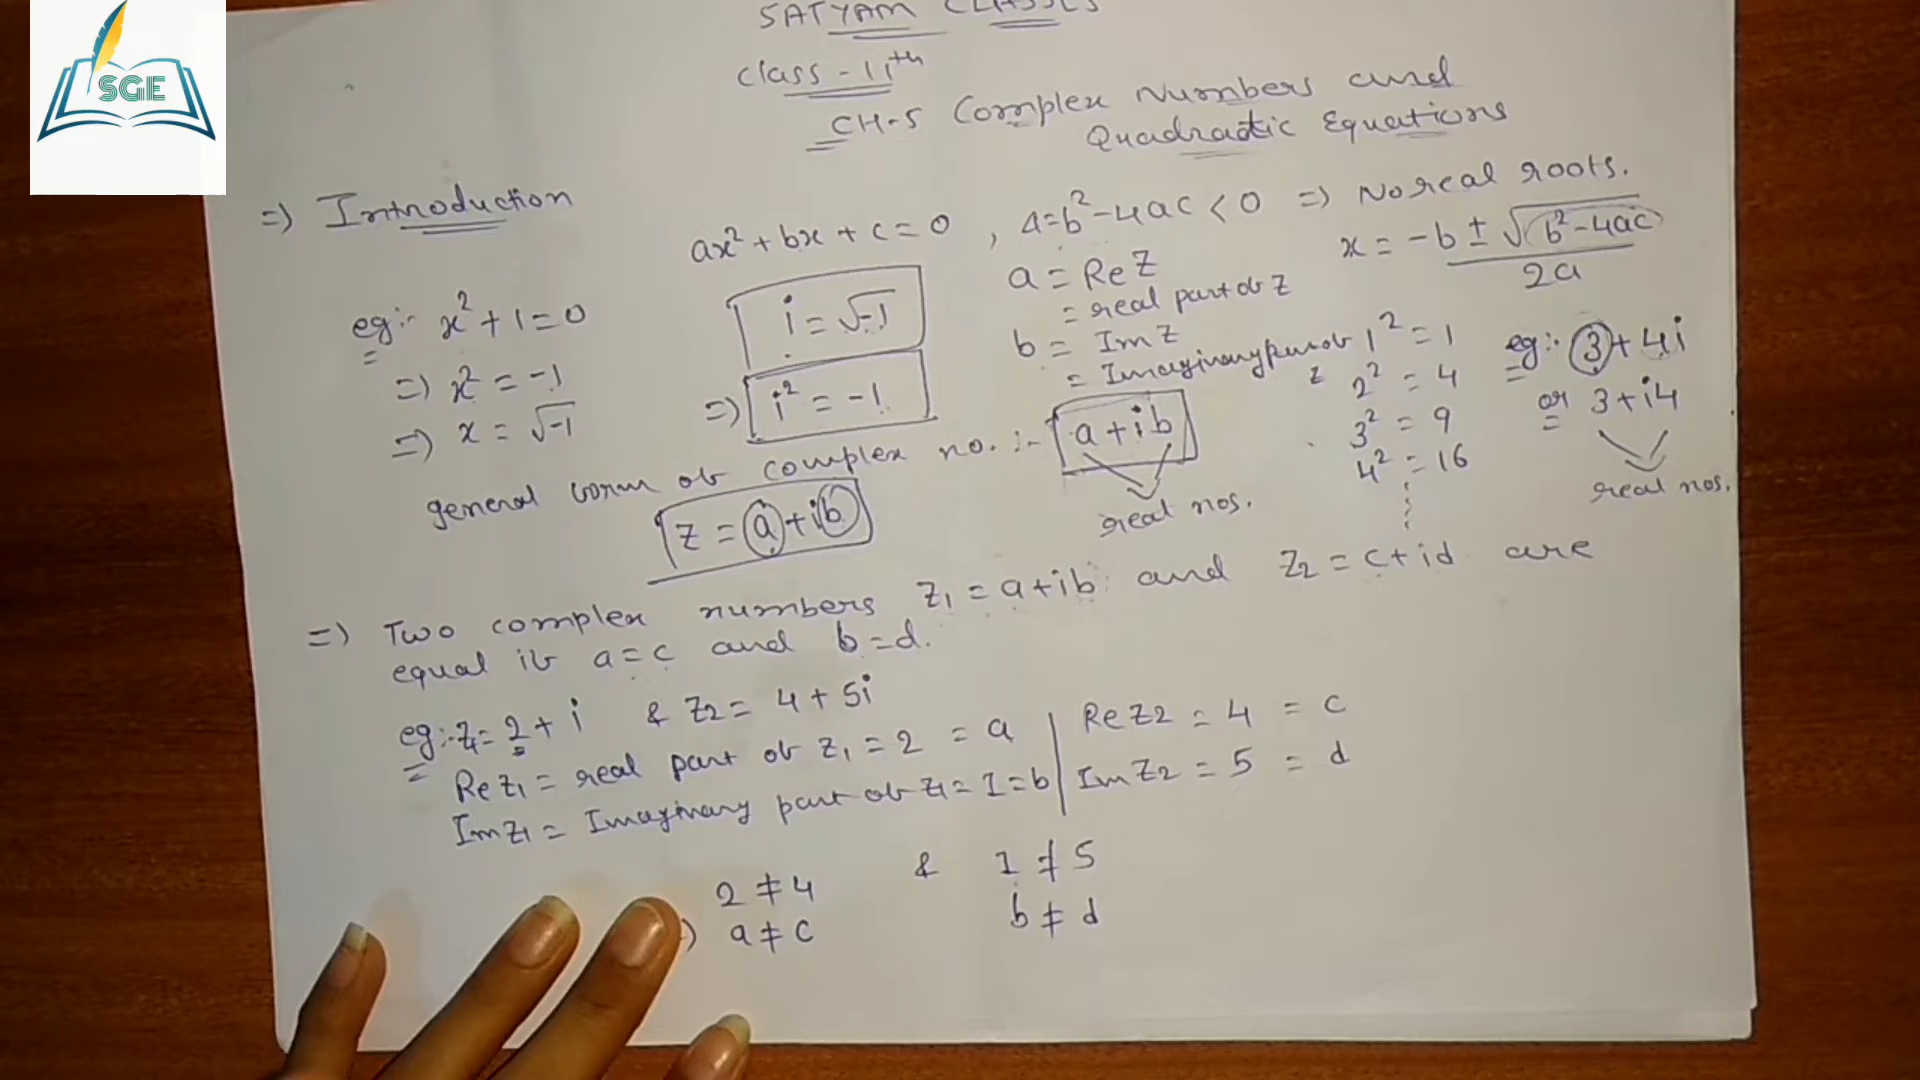 SGE
SATYAM CLASSES
Class - 11th
CH-5 Complex Numbers and
Quadratic Equations
=> Introduction
ax² + bx + c = 0 , Δ=b²-4ac < 0 => No real roots.
x = -b ± √b²-4ac
2a
eg:- x² + 1 = 0
=> x² = -1
=> x = √-1
i = √-1
=> i² = -1
a = Re Z
= real part of Z
b = Im Z
= Imaginary part of
z
1² = 1
2² = 4
3² = 9
4² = 16
eg:- 3 + 4i
or 3 + i4
real nos.
general form of complex no. :- a + ib
real nos.
z = a + ib
=> Two complex numbers z₁ = a + ib and z₂ = c + id are
equal if a = c and b = d.
eg:- z₁ = 2 + i & z₂ = 4 + 5i
Re z₁ = real part of z₁ = 2 = a
Im z₁ = Imaginary part of z₁ = 1 = b
Re z₂ = 4 = c
Im z₂ = 5 = d
2 ≠ 4 & 1 ≠ 5
) a ≠ c b ≠ d